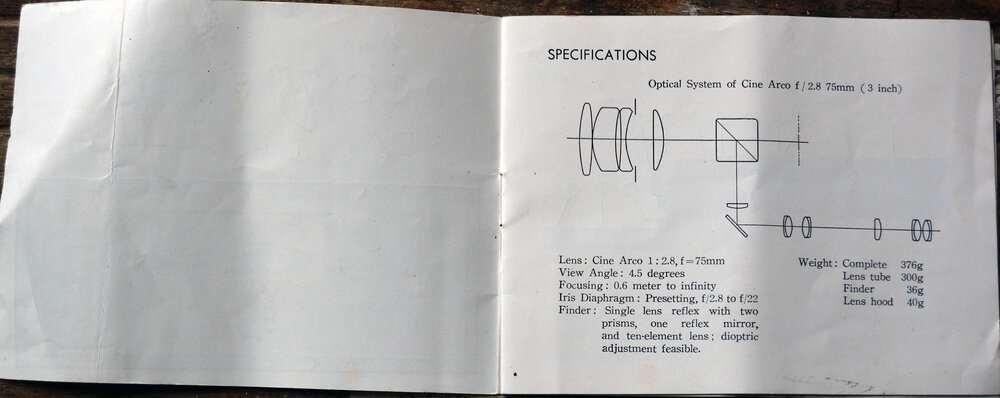 SPECIFICATIONS
Optical System of Cine Arco f/2.8 75mm (3 inch)
Lens: Cine Arco 1:2.8, f=75mm
View Angle: 4.5 degrees
Focusing: 0.6 meter to infinity
Iris Diaphragm: Presetting, f/2.8 to f/22
Finder: Single lens reflex with two
prisms, one reflex mirror,
and ten-element lens; dioptric
adjustment feasible.
Weight: Complete 376g
Lens tube 300g
Finder 36g
Lens hood 40g